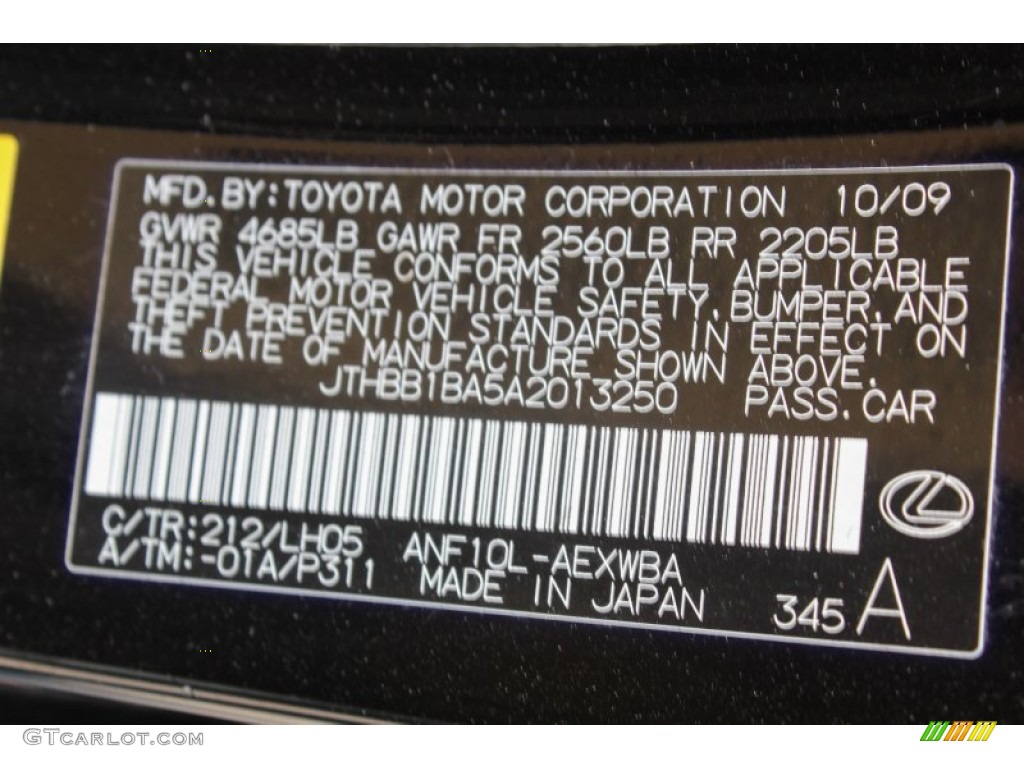 MFD. BY: TOYOTA MOTOR CORPORATION 10/09
GVWR 4685LB GAWR FR 2560LB RR 2205LB
THIS VEHICLE CONFORMS TO ALL APPLICABLE
FEDERAL MOTOR VEHICLE SAFETY, BUMPER, AND
THEFT PREVENTION STANDARDS IN EFFECT ON
THE DATE OF MANUFACTURE SHOWN ABOVE.
JTHBB1BA5A2013250 PASS. CAR
C/TR: 212/LH05 ANF10L-AEXWBA
A/TM: -01A/P311 MADE IN JAPAN 345 A
GTCARLOT.COM